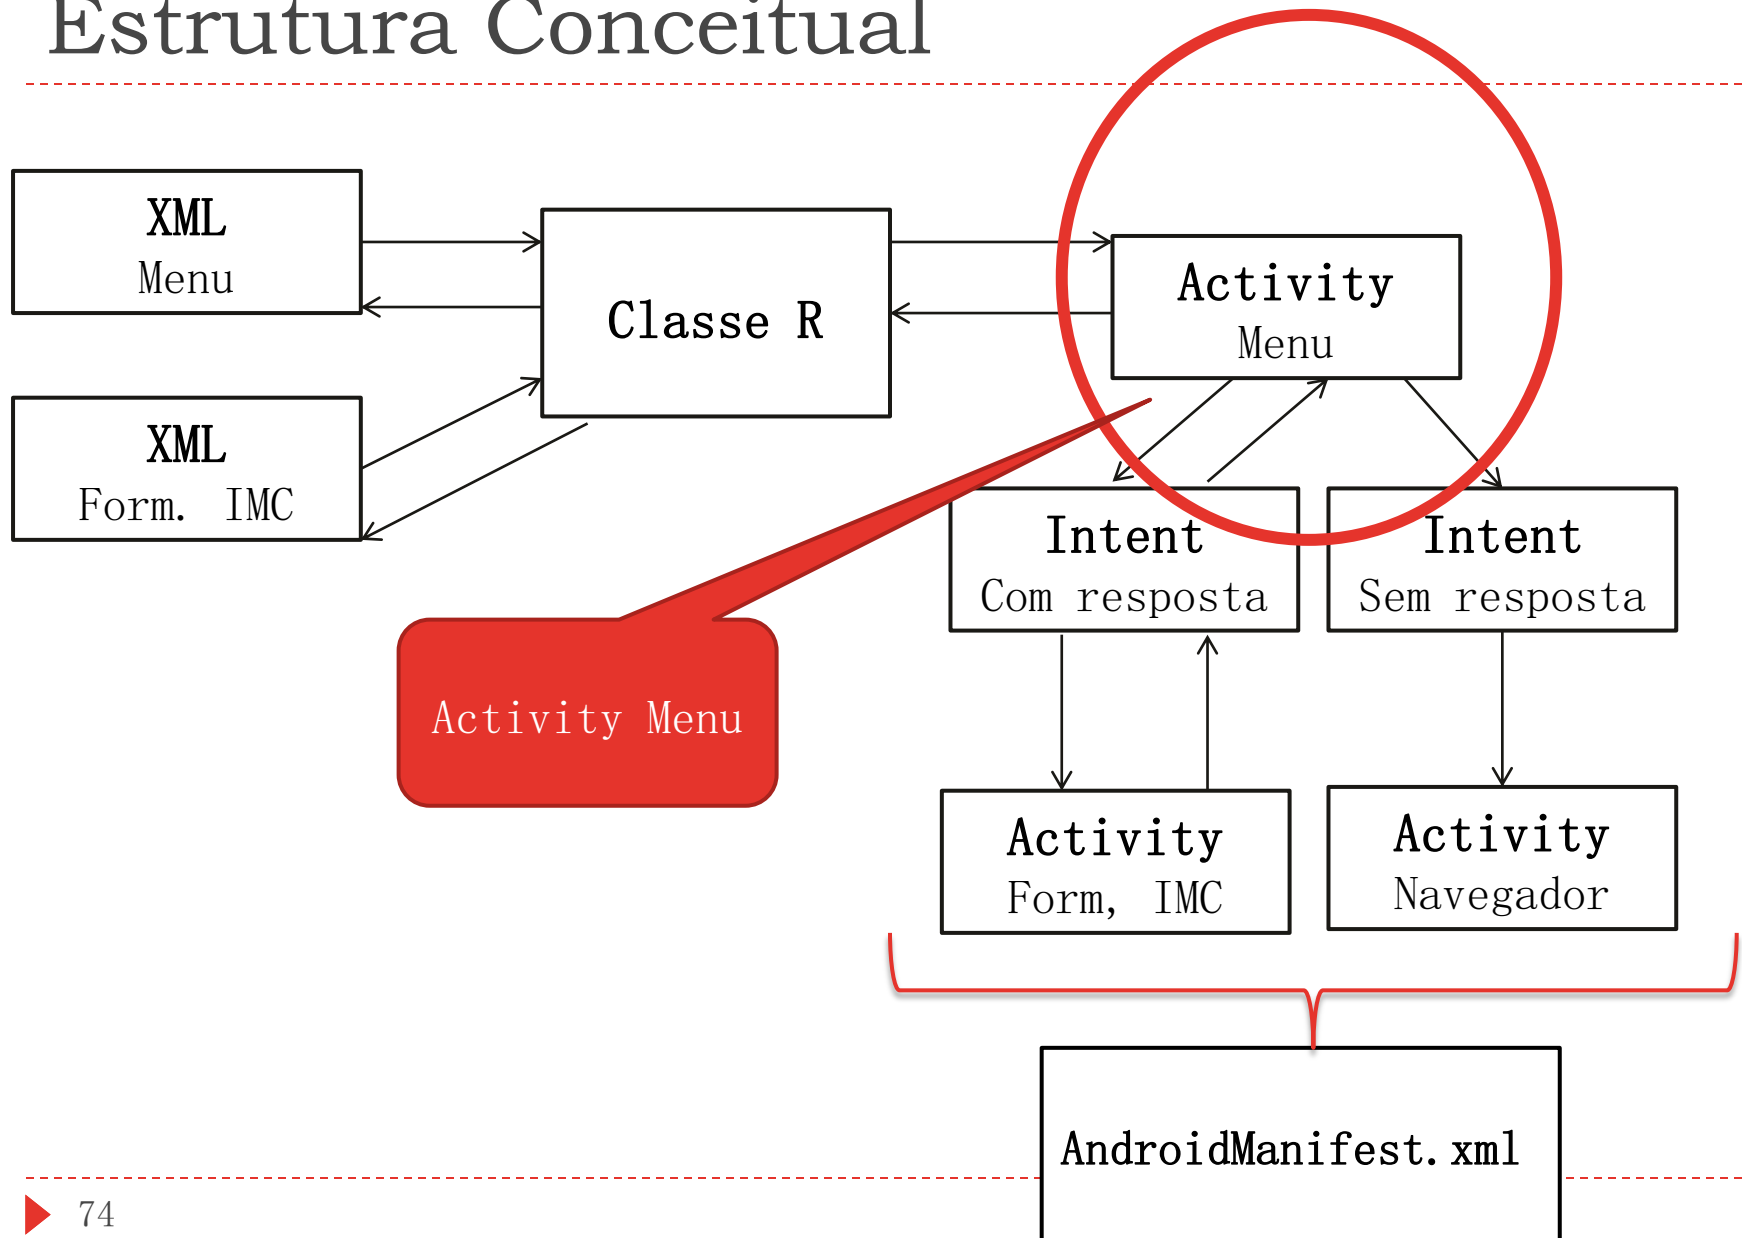 Estrutura Conceitual
XML
Menu
Classe R
Activity
Menu
XML
Form. IMC
Intent
Com resposta
Intent
Sem resposta
Activity Menu
Activity
Form, IMC
Activity
Navegador
AndroidManifest.xml
74